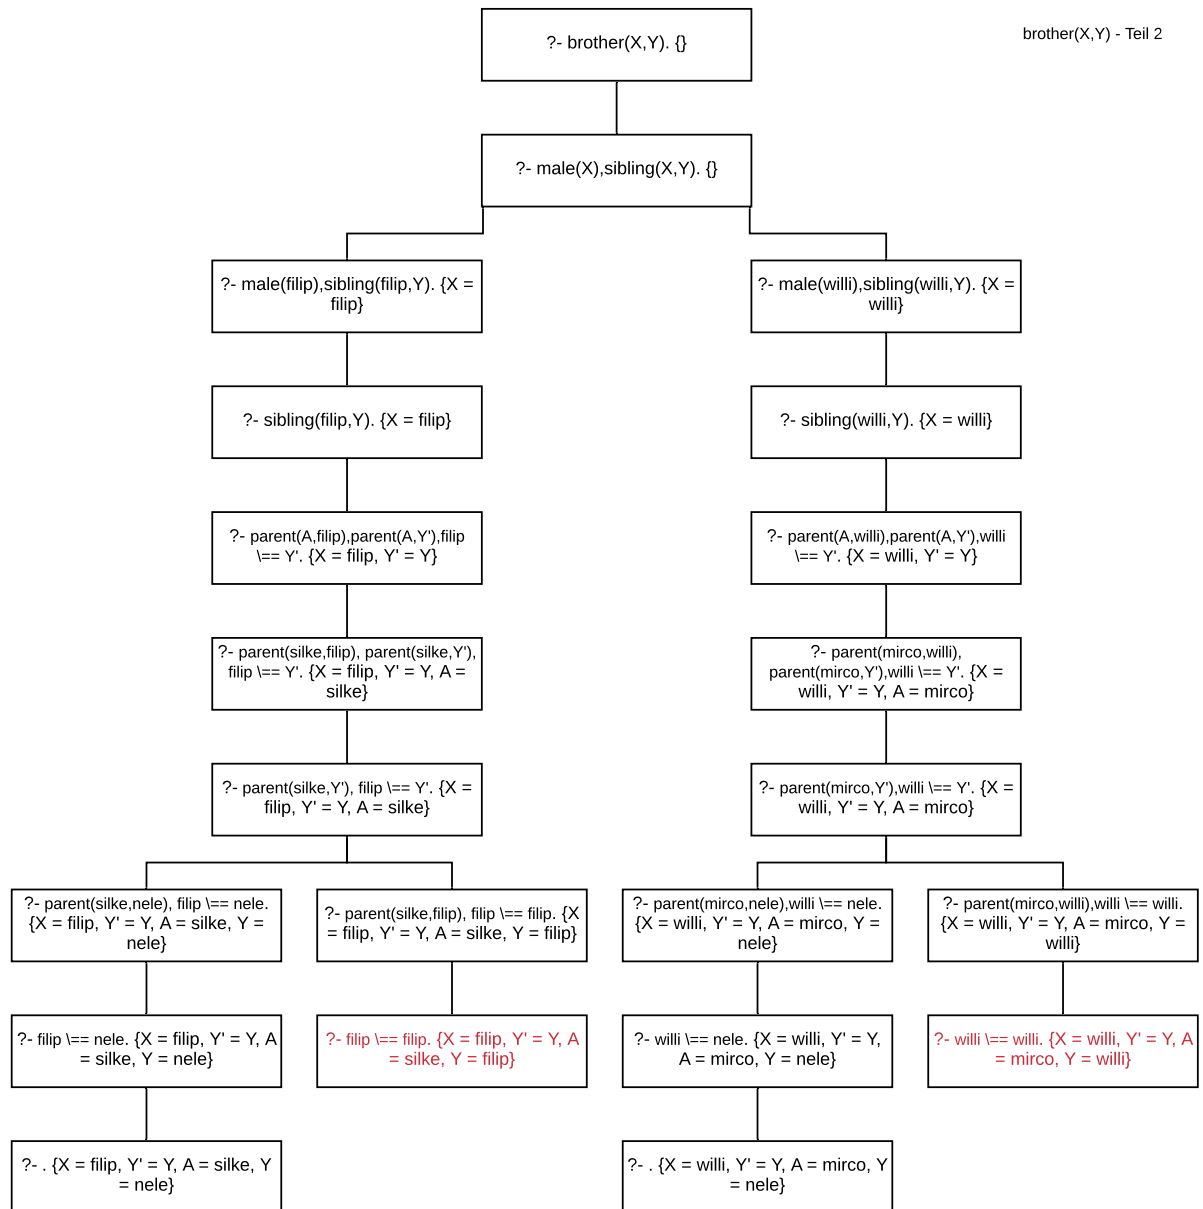 ?- brother(X,Y). {}
brother(X,Y) - Teil 2
?- male(X),sibling(X,Y). {}
?- male(filip),sibling(filip,Y). {X =
filip}
?- male(willi),sibling(willi,Y). {X =
willi}
?- sibling(filip,Y). {X = filip}
?- sibling(willi,Y). {X = willi}
?- parent(A,filip),parent(A,Y'),filip
\== Y'. {X = filip, Y' = Y}
?- parent(A,willi),parent(A,Y'),willi
\== Y'. {X = willi, Y' = Y}
?- parent(silke,filip), parent(silke,Y'),
filip \== Y'. {X = filip, Y' = Y, A =
silke}
?- parent(mirco,willi),
parent(mirco,Y'),willi \== Y'. {X =
willi, Y' = Y, A = mirco}
?- parent(silke,Y'), filip \== Y'. {X =
filip, Y' = Y, A = silke}
?- parent(mirco,Y'),willi \== Y'. {X =
willi, Y' = Y, A = mirco}
?- parent(silke,nele), filip \== nele.
{X = filip, Y' = Y, A = silke, Y =
nele}
?- parent(silke,filip), filip \== filip. {X
= filip, Y' = Y, A = silke, Y = filip}
?- parent(mirco,nele),willi \== nele.
{X = willi, Y' = Y, A = mirco, Y =
nele}
?- parent(mirco,willi),willi \== willi.
{X = willi, Y' = Y, A = mirco, Y =
willi}
?- filip \== nele. {X = filip, Y' = Y, A
= silke, Y = nele}
?- filip \== filip. {X = filip, Y' = Y, A
= silke, Y = filip}
?- willi \== nele. {X = willi, Y' = Y,
A = mirco, Y = nele}
?- willi \== willi. {X = willi, Y' = Y, A
= mirco, Y = willi}
?- . {X = filip, Y' = Y, A = silke, Y
= nele}
?- . {X = willi, Y' = Y, A = mirco, Y
= nele}